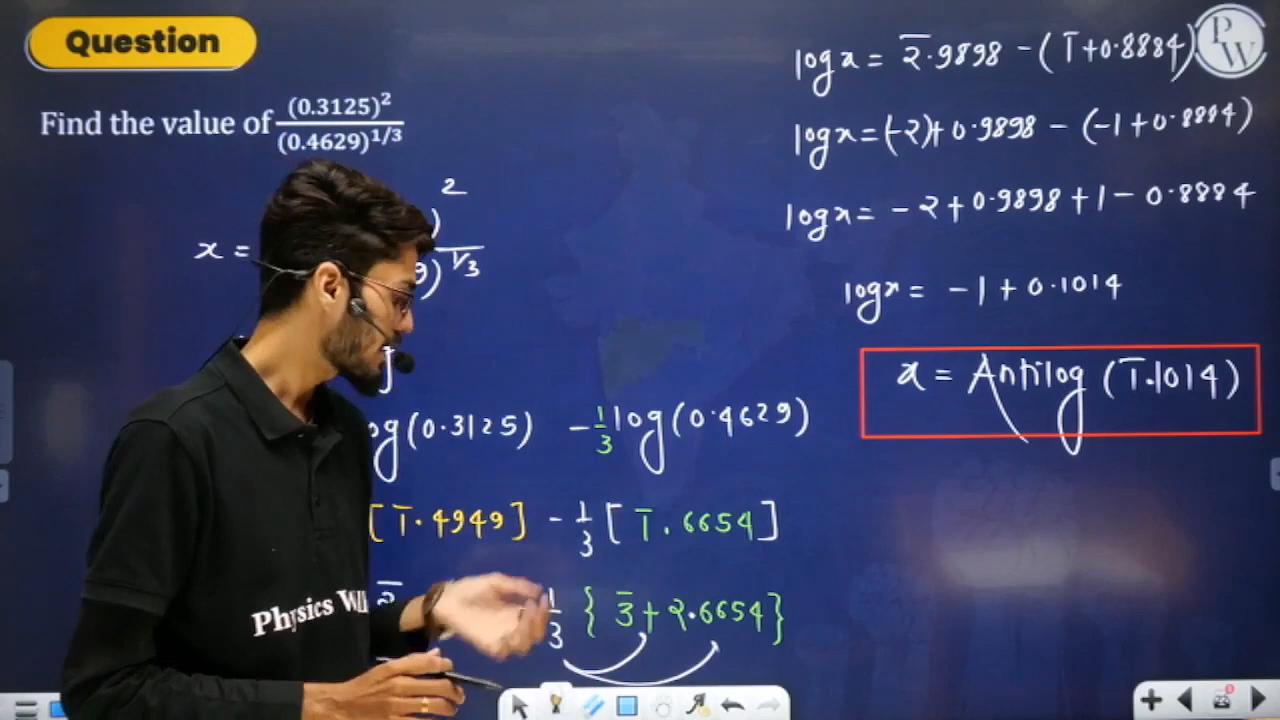 Question
Find the value of (0.3125)² / (0.4629)^1/3
x =
)²
9)^1/3
]
og(0.3125) - 1/3 log(0.4629)
[1̅.4949] - 1/3 [1̅.6654]
2̅ 1/3 {3̅ + 2.6654}
log x = 2̅.9898 - (1̅+0.8884)
log x = (-2)+0.9898 - (-1+0.8884)
log x = -2+0.9898+1-0.8884
log x = -1 + 0.1014
x = Antilog (1̅.1014)
P
W
Physics W